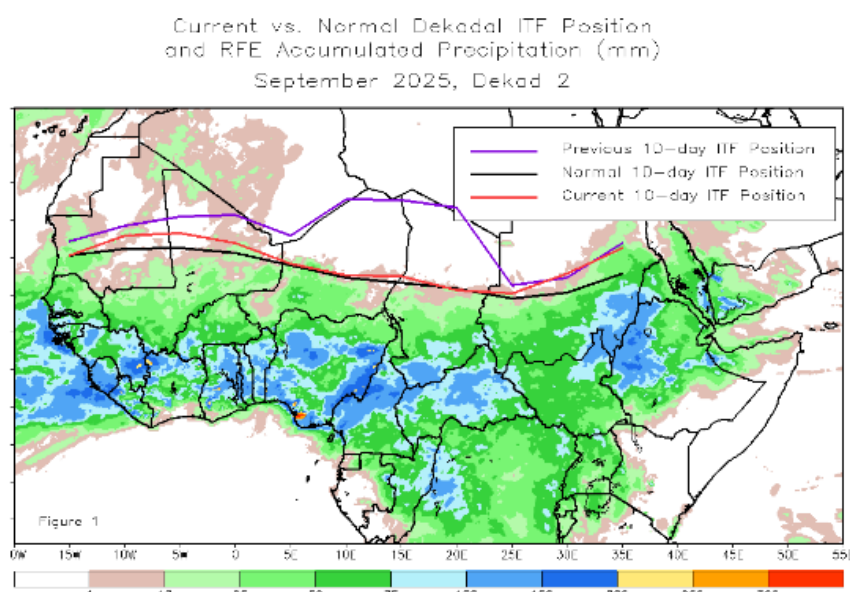 Current vs. Normal Dekadal ITF Position
and RFE Accumulated Precipitation (mm)
September 2025, Dekad 2
Previous 10-day ITF Position
Normal 10-day ITF Position
Current 10-day ITF Position
Figure 1
15W 10W 5W 0 5E 10E 15E 20E 25E 30E 35E 40E 45E 50E 55E